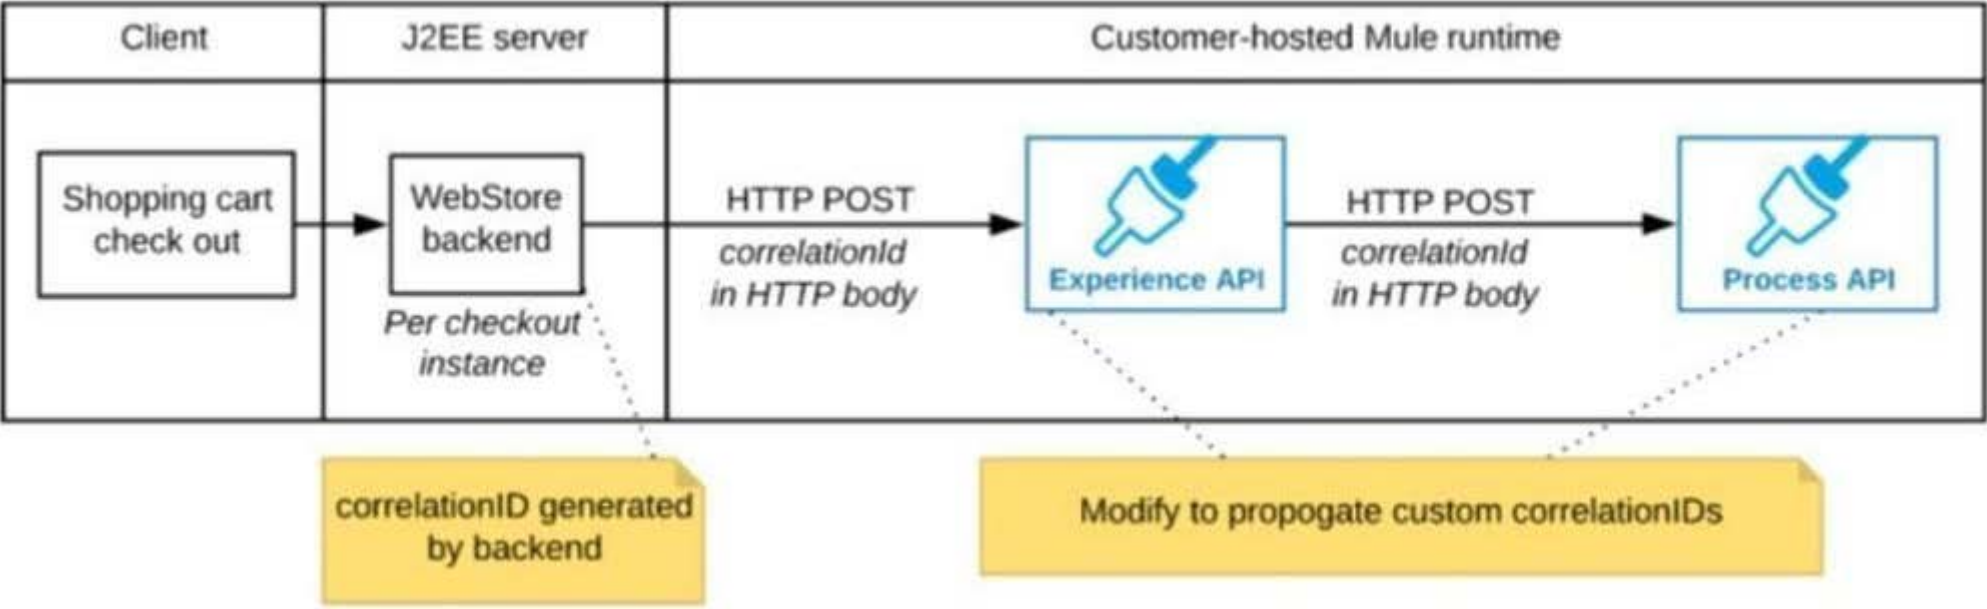 Client
J2EE server
Customer-hosted Mule runtime
Shopping cart
check out
WebStore
backend
Per checkout
instance
HTTP POST
correlationId
in HTTP body
Experience API
HTTP POST
correlationId
in HTTP body
Process API
correlationID generated
by backend
Modify to propogate custom correlationIDs